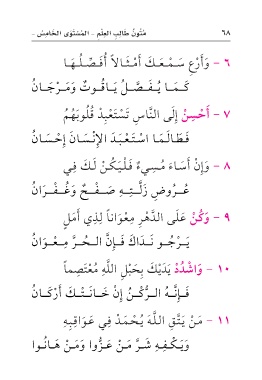 ٦٨ مُتُونُ طَالِبِ العِلْمِ - المُسْتَوَى الخَامِسُ -
٦ - وَأَرْعِ سَمْعَكَ أَمْثَالاً أُفَصِّلُهَا
كَمَا يُفَصَّلُ يَاقُوتٌ وَمَرْجَانُ
٧ - أَحْسِنْ إِلَى النَّاسِ تَسْتَعْبِدْ قُلُوبَهُمُ
فَطَالَمَا اسْتَعْبَدَ الإِنْسَانَ إِحْسَانُ
٨ - وَإِنْ أَسَاءَ مُسِيءٌ فَلْيَكُنْ لَكَ فِي
عُرُوضِ زَلَّتِهِ صَفْحٌ وَغُفْرَانُ
٩ - وَكُنْ عَلَى الدَّهْرِ مِعْوَاناً لِذِي أَمَلٍ
يَرْجُو نَدَاكَ فَإِنَّ الحُرَّ مِعْوَانُ
١٠ - وَاشْدُدْ يَدَيْكَ بِحَبْلِ اللَّهِ مُعْتَصِماً
فَإِنَّهُ الرُّكْنُ إِنْ خَانَتْكَ أَرْكَانُ
١١ - مَنْ يَتَّقِ اللَّهَ يُحْمَدْ فِي عَوَاقِبِهِ
وَيَكْفِهِ شَرَّ مَنْ عَزُّوا وَمَنْ هَانُوا